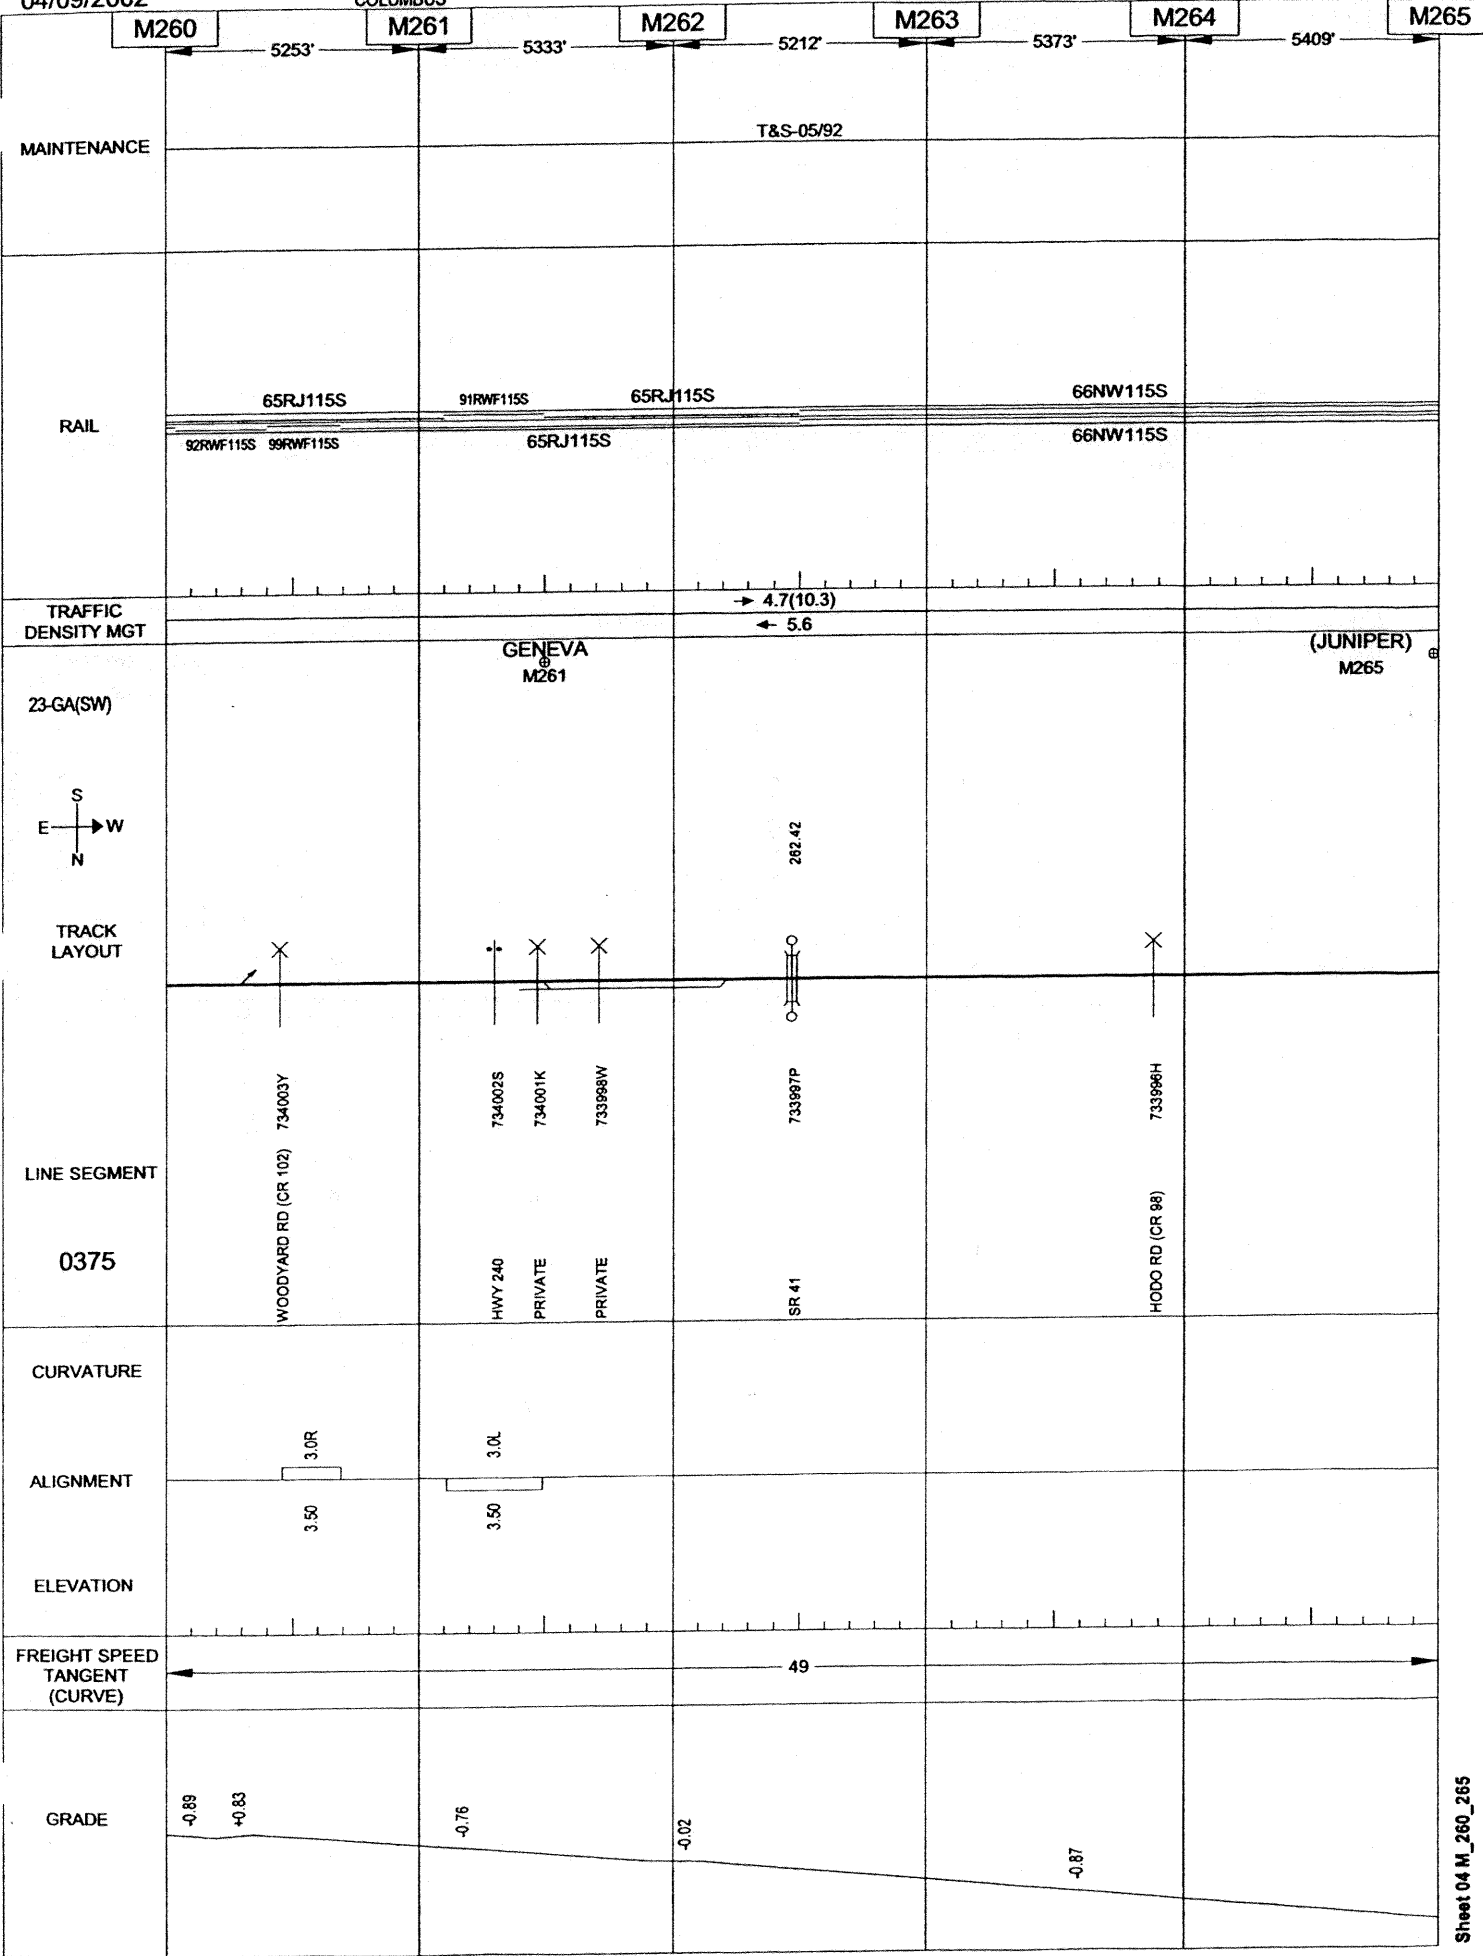 M260 M261 M262 M263 M264 M265
5253' 5333' 5212' 5373' 5409'
MAINTENANCE
T&S-05/92
RAIL
65RJ115S 91RWF115S 65RJ115S 66NW115S
92RWF115S 99RWF115S 65RJ115S 66NW115S
TRAFFIC
DENSITY MGT
4.7(10.3)
5.6
GENEVA
M261
(JUNIPER)
M265
23-GA(SW)
S
E W
N
262.42
TRACK
LAYOUT
734003Y 734002S 734001K 733998W 733997P 733996H
LINE SEGMENT
0375
WOODYARD RD (CR 102) HWY 240 PRIVATE PRIVATE SR 41 HODO RD (CR 98)
CURVATURE
3.0R 3.0L
ALIGNMENT
3.50 3.50
ELEVATION
FREIGHT SPEED
TANGENT
(CURVE)
49
GRADE
-0.89 +0.83 -0.76 -0.02 -0.87
Sheet 04 M_260_265